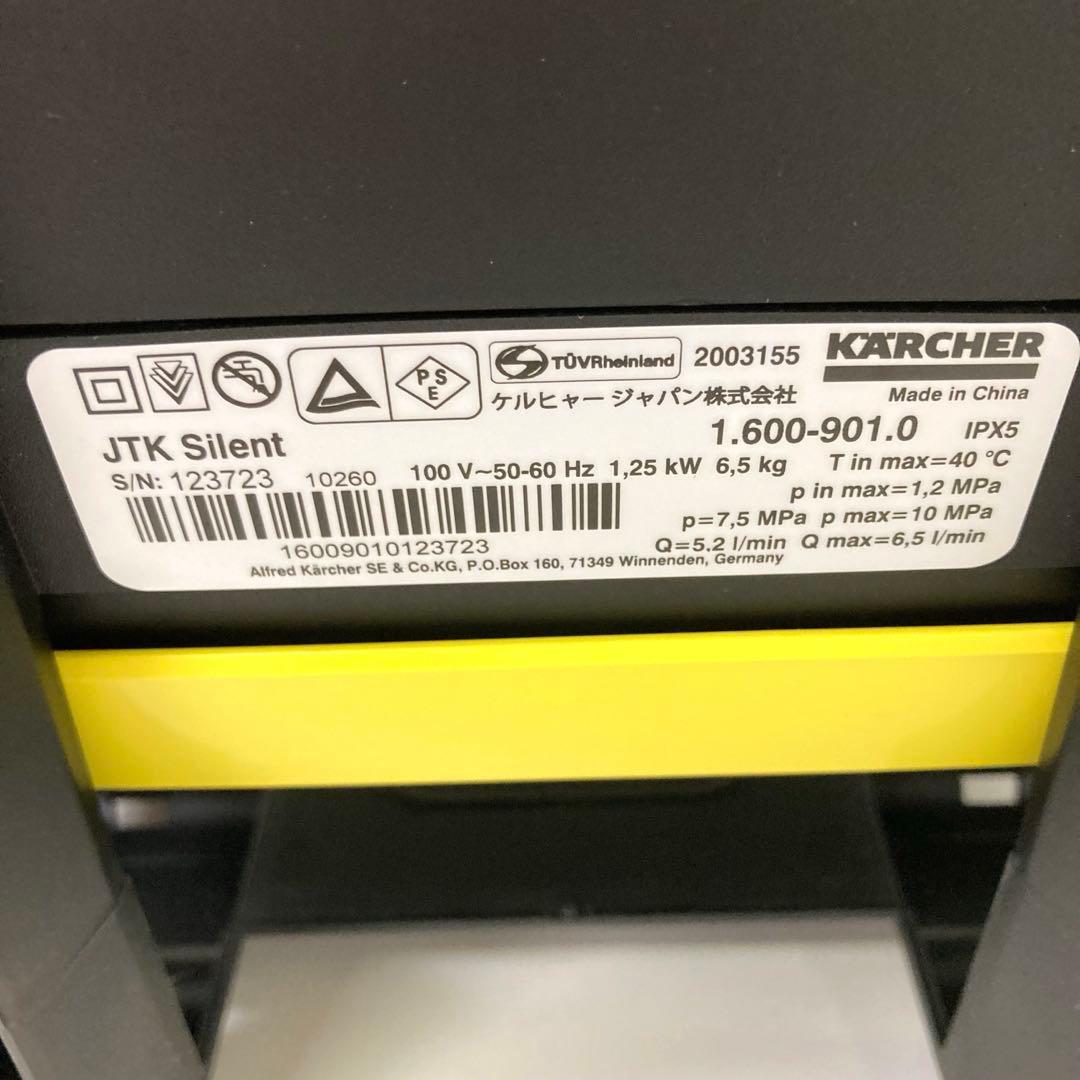 PSE
TÜVRheinland 2003155 KÄRCHER
ケルヒャー ジャパン株式会社 Made in China
JTK Silent 1.600-901.0 IPX5
S/N: 123723 10260 100 V~50-60 Hz 1,25 kW 6,5 kg T in max=40 °C
p in max=1,2 MPa
p=7,5 MPa p max=10 MPa
16009010123723 Q=5.2 l/min Q max=6,5 l/min
Alfred Kärcher SE & Co.KG, P.O.Box 160, 71349 Winnenden, Germany